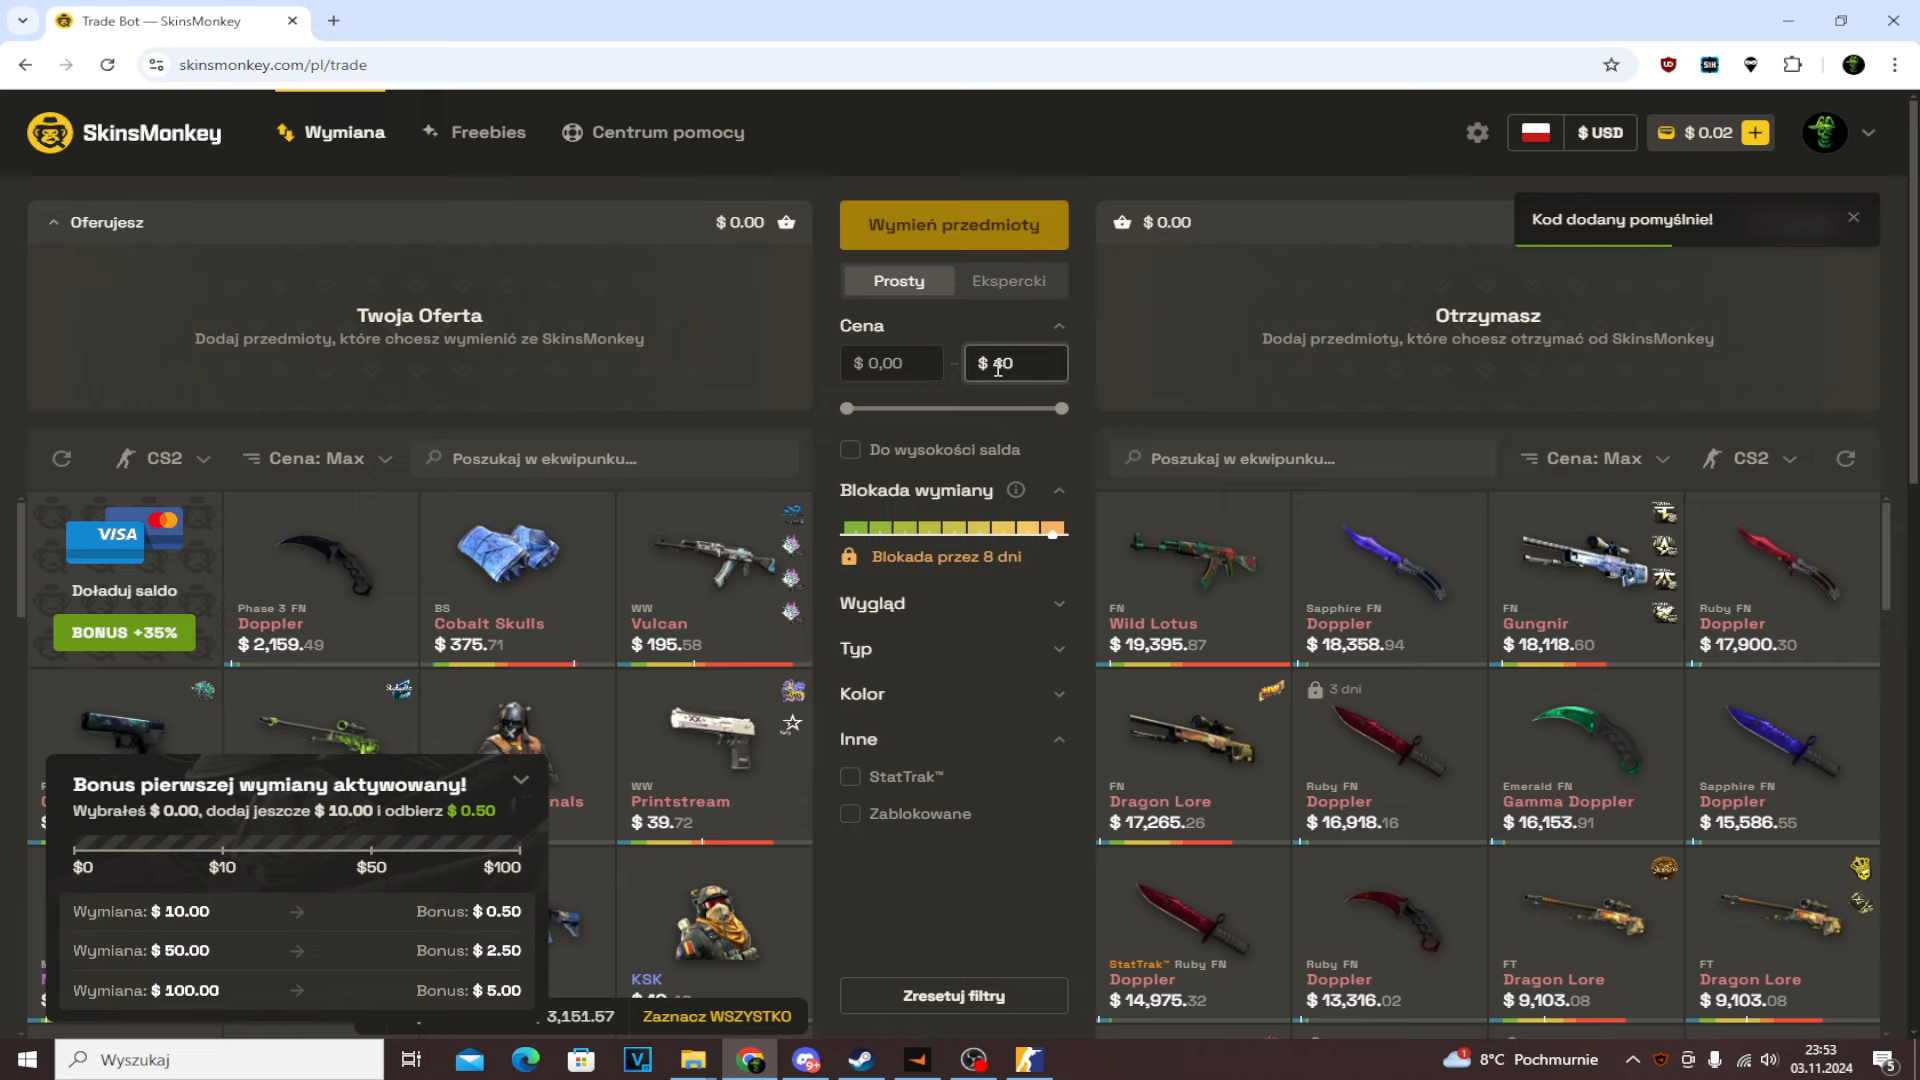 Trade Bot — SkinsMonkey
skinsmonkey.com/pl/trade
SkinsMonkey
Wymiana
Freebies
Centrum pomocy
$ USD
$ 0.02
Oferujesz
$ 0.00
Wymień przedmioty
$ 0.00
Kod dodany pomyślnie!
Prosty
Ekspercki
Twoja Oferta
Dodaj przedmioty, które chcesz wymienić ze SkinsMonkey
Cena
$ 0,00
Otrzymasz
Dodaj przedmioty, które chcesz otrzymać od SkinsMonkey
CS2
Cena: Max
Poszukaj w ekwipunku...
Do wysokości salda
Poszukaj w ekwipunku...
Cena: Max
CS2
Blokada wymiany
Blokada przez 8 dni
Wygląd
Typ
Kolor
Inne
StatTrak™
Zablokowane
Zresetuj filtry
VISA
Doładuj saldo
BONUS +35%
Phase 3 FN
Doppler
$ 2,159.49
BS
Cobalt Skulls
$ 375.71
WW
Vulcan
$ 195.58
WW
Printstream
$ 39.72
nals
KSK
FN
Wild Lotus
$ 19,395.87
Sapphire FN
Doppler
$ 18,358.94
FN
Gungnir
$ 18,118.60
Ruby FN
Doppler
$ 17,900.30
FN
Dragon Lore
$ 17,265.26
3 dni
Ruby FN
Doppler
$ 16,918.16
Emerald FN
Gamma Doppler
$ 16,153.91
Sapphire FN
Doppler
$ 15,586.55
StatTrak™ Ruby FN
Doppler
$ 14,975.32
Ruby FN
Doppler
$ 13,316.02
FT
Dragon Lore
$ 9,103.08
FT
Dragon Lore
$ 9,103.08
Bonus pierwszej wymiany aktywowany!
Wybrałeś $ 0.00, dodaj jeszcze $ 10.00 i odbierz $ 0.50
$0
$10
$50
$100
Wymiana: $ 10.00
Bonus: $ 0.50
Wymiana: $ 50.00
Bonus: $ 2.50
Wymiana: $ 100.00
Bonus: $ 5.00
3,151.57
Zaznacz WSZYSTKO
Wyszukaj
8°C Pochmurnie
23:53
03.11.2024